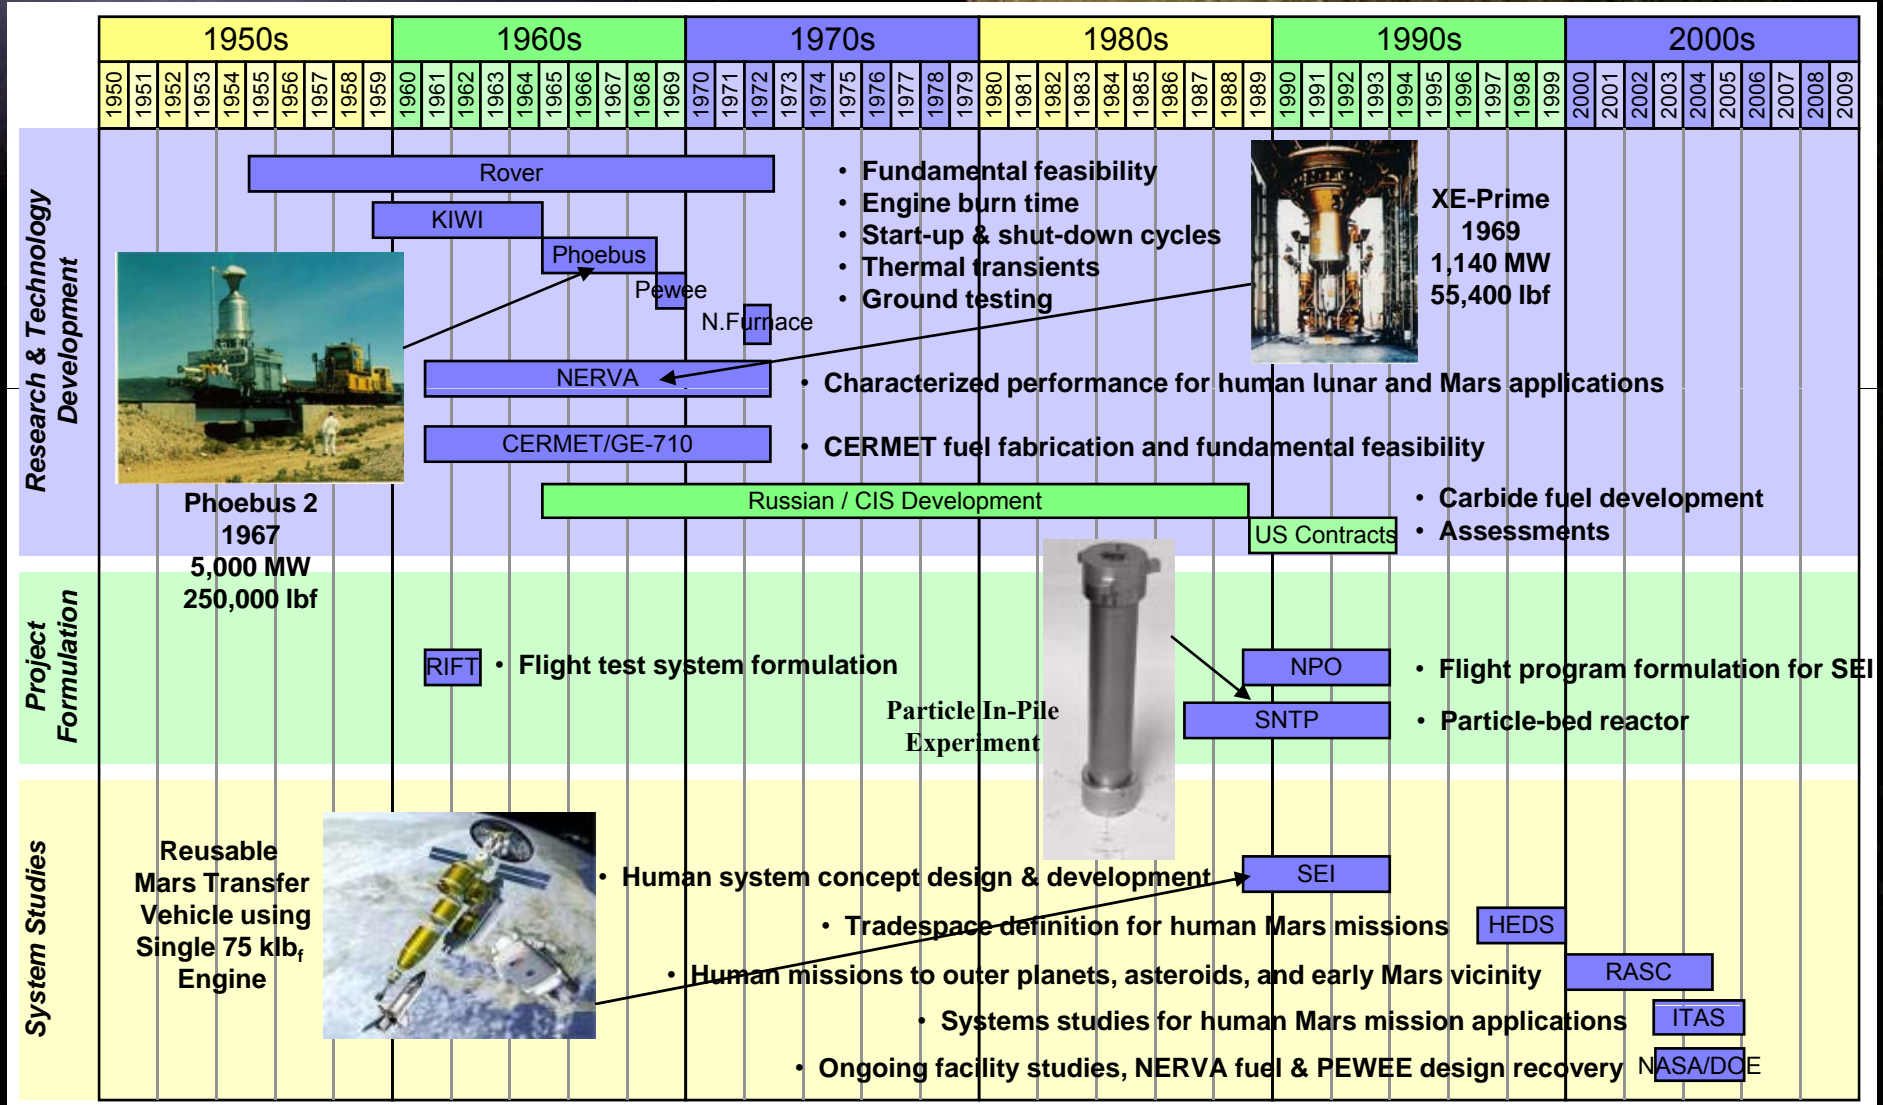 1950s 1960s 1970s 1980s 1990s 2000s
1950 1951 1952 1953 1954 1955 1956 1957 1958 1959 1960 1961 1962 1963 1964 1965 1966 1967 1968 1969 1970 1971 1972 1973 1974 1975 1976 1977 1978 1979 1980 1981 1982 1983 1984 1985 1986 1987 1988 1989 1990 1991 1992 1993 1994 1995 1996 1997 1998 1999 2000 2001 2002 2003 2004 2005 2006 2007 2008 2009
Research & Technology
Development
Rover
KIWI
Phoebus
Pewee
N.Furnace
• Fundamental feasibility
• Engine burn time
• Start-up & shut-down cycles
• Thermal transients
• Ground testing
XE-Prime
1969
1,140 MW
55,400 lbf
NERVA
• Characterized performance for human lunar and Mars applications
CERMET/GE-710
• CERMET fuel fabrication and fundamental feasibility
Russian / CIS Development
US Contracts
• Carbide fuel development
• Assessments
Phoebus 2
1967
5,000 MW
250,000 lbf
Project
Formulation
RIFT
• Flight test system formulation
NPO
• Flight program formulation for SEI
Particle In-Pile
Experiment
SNTP
• Particle-bed reactor
System Studies
Reusable
Mars Transfer
Vehicle using
Single 75 klbf
Engine
• Human system concept design & development
SEI
• Tradespace definition for human Mars missions
HEDS
• Human missions to outer planets, asteroids, and early Mars vicinity
RASC
• Systems studies for human Mars mission applications
ITAS
• Ongoing facility studies, NERVA fuel & PEWEE design recovery
NASA/DOE